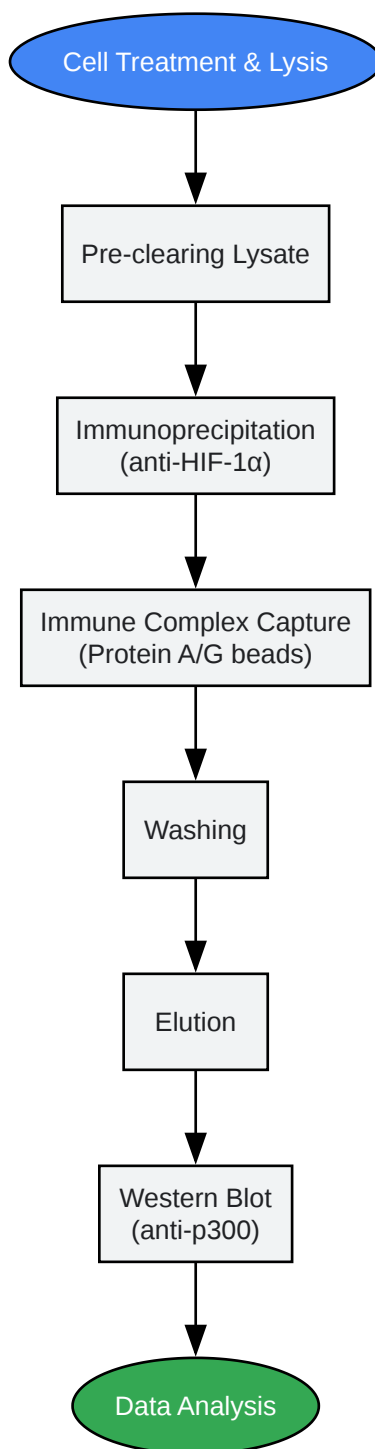 Cell Treatment & Lysis
Pre-clearing Lysate
Immunoprecipitation
(anti-HIF-1α)
Immune Complex Capture
(Protein A/G beads)
Washing
Elution
Western Blot
(anti-p300)
Data Analysis